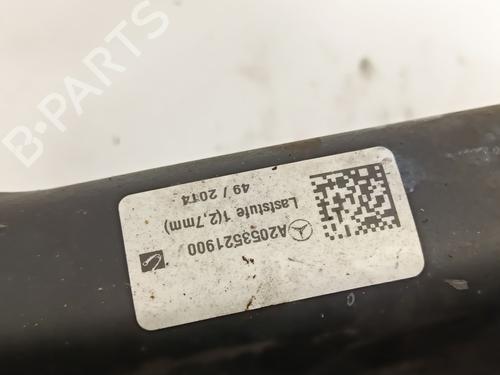 A2053521900
Laststufe 1(2,7mm)
49 / 2014
B-PARTS